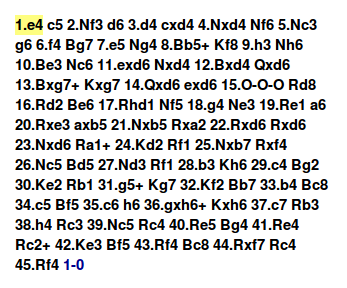 1.e4 c5 2.Nf3 d6 3.d4 cxd4 4.Nxd4 Nf6 5.Nc3
g6 6.f4 Bg7 7.e5 Ng4 8.Bb5+ Kf8 9.h3 Nh6
10.Be3 Nc6 11.exd6 Nxd4 12.Bxd4 Qxd6
13.Bxg7+ Kxg7 14.Qxd6 exd6 15.O-O-O Rd8
16.Rd2 Be6 17.Rhd1 Nf5 18.g4 Ne3 19.Re1 a6
20.Rxe3 axb5 21.Nxb5 Rxa2 22.Rxd6 Rxd6
23.Nxd6 Ra1+ 24.Kd2 Rf1 25.Nxb7 Rxf4
26.Nc5 Bd5 27.Nd3 Rf1 28.b3 Kh6 29.c4 Bg2
30.Ke2 Rb1 31.g5+ Kg7 32.Kf2 Bb7 33.b4 Bc8
34.c5 Bf5 35.c6 h6 36.gxh6+ Kxh6 37.c7 Rb3
38.h4 Rc3 39.Nc5 Rc4 40.Re5 Bg4 41.Re4
Rc2+ 42.Ke3 Bf5 43.Rf4 Bc8 44.Rxf7 Rc4
45.Rf4 1-0